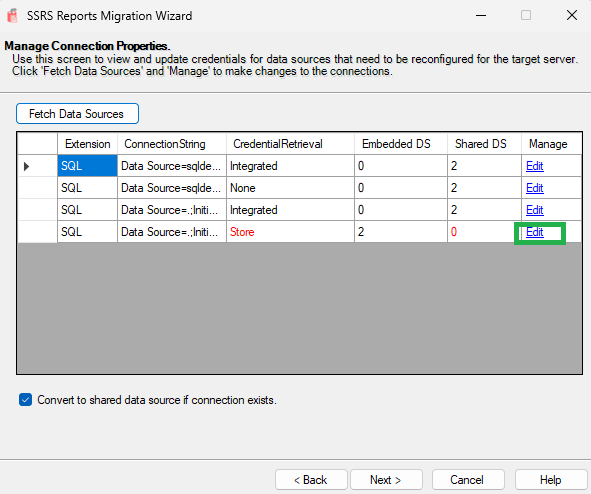 SSRS Reports Migration Wizard
Manage Connection Properties.
Use this screen to view and update credentials for data sources that need to be reconfigured for the target server.
Click 'Fetch Data Sources' and 'Manage' to make changes to the connections.
Fetch Data Sources
Extension ConnectionString CredentialRetrieval Embedded DS Shared DS Manage
SQL Data Source=sqlde... Integrated 0 2 Edit
SQL Data Source=sqlde... None 0 2 Edit
SQL Data Source=.;Initi... Integrated 0 2 Edit
SQL Data Source=.;Initi... Store 2 0 Edit
Convert to shared data source if connection exists.
< Back Next > Cancel Help